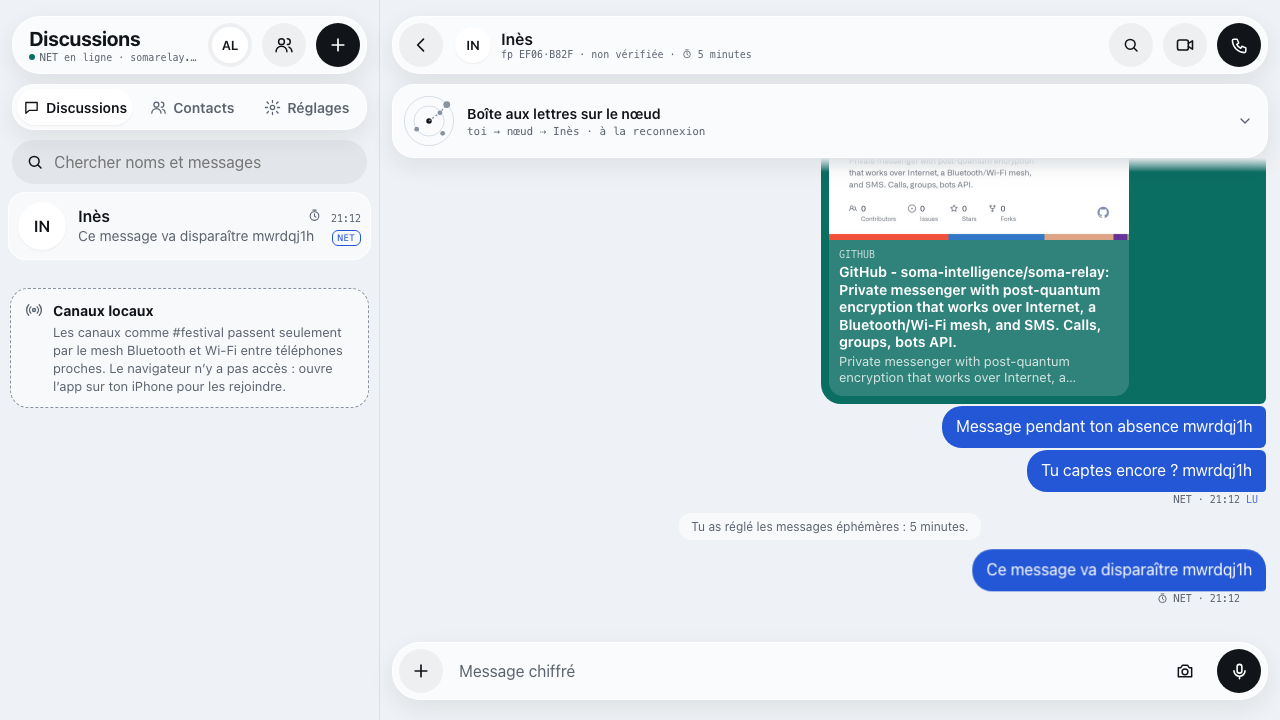 Discussions
NET en ligne · somarelay.…
AL
Discussions
Contacts
Réglages
Chercher noms et messages
IN
Inès
21:12
Ce message va disparaître mwrdqj1h
NET
Canaux locaux
Les canaux comme #festival passent seulement
par le mesh Bluetooth et Wi-Fi entre téléphones
proches. Le navigateur n’y a pas accès : ouvre
l’app sur ton iPhone pour les rejoindre.
IN
Inès
fp EF06·B82F · non vérifiée · 5 minutes
Boîte aux lettres sur le nœud
toi → nœud → Inès · à la reconnexion
Private messenger with post-quantum encryption
that works over Internet, a Bluetooth/Wi-Fi mesh,
and SMS. Calls, groups, bots API.
0
Contributors
0
Issues
0
Stars
0
Forks
GITHUB
GitHub - soma-intelligence/soma-relay:
Private messenger with post-quantum
encryption that works over Internet, a
Bluetooth/Wi-Fi mesh, and SMS. Calls,
groups, bots API.
Private messenger with post-quantum
encryption that works over Internet, a…
Message pendant ton absence mwrdqj1h
Tu captes encore ? mwrdqj1h
NET · 21:12 LU
Tu as réglé les messages éphémères : 5 minutes.
Ce message va disparaître mwrdqj1h
NET · 21:12
Message chiffré